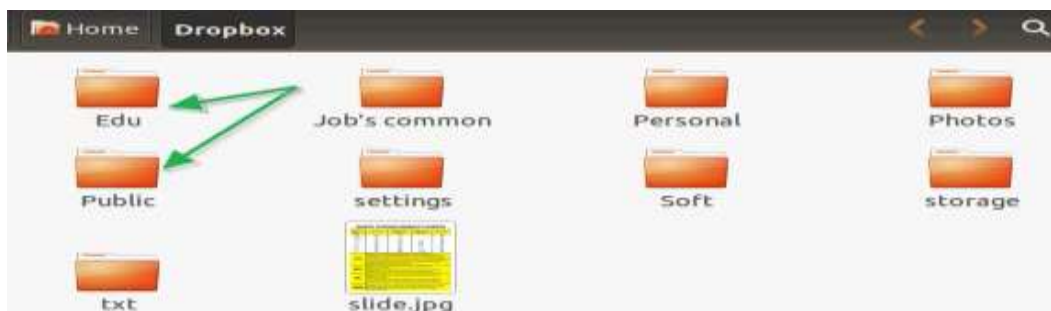 Home Dropbox
Edu Job's common Personal Photos
Public settings Soft storage
txt slide.jpg